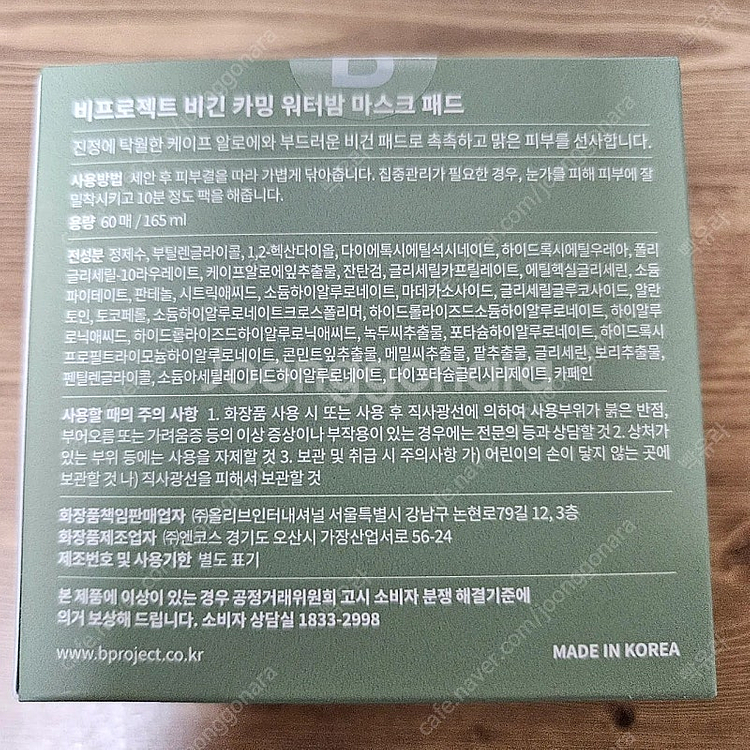 B
비프로젝트 비긴 카밍 워터밤 마스크 패드
진정에 탁월한 케이프 알로에와 부드러운 비건 패드로 촉촉하고 맑은 피부를 선사합니다.
사용방법 세안 후 피부결을 따라 가볍게 닦아줍니다. 집중관리가 필요한 경우, 눈가를 피해 피부에 잘
밀착시키고 10분 정도 팩을 해줍니다.
용량 60매 / 165 ml
전성분 정제수, 부틸렌글라이콜, 1,2-헥산다이올, 다이에톡시에틸석시네이트, 하이드록시에틸우레아, 폴리
글리세릴-10라우레이트, 케이프알로에잎추출물, 잔탄검, 글리세릴카프릴레이트, 에틸헥실글리세린, 소듐
파이테이트, 판테놀, 시트릭애씨드, 소듐하이알루로네이트, 마데카소사이드, 글리세릴글루코사이드, 알란
토인, 토코페롤, 소듐하이알루로네이트크로스폴리머, 하이드롤라이즈드소듐하이알루로네이트, 하이알루
로닉애씨드, 하이드롤라이즈드하이알루로닉애씨드, 녹두씨추출물, 포타슘하이알루로네이트, 하이드록시
프로필트라이모늄하이알루로네이트, 콘민트잎추출물, 메밀씨추출물, 팥추출물, 글리세린, 보리추출물,
펜틸렌글라이콜, 소듐아세틸레이티드하이알루로네이트, 다이포타슘글리시리제이트, 카페인
사용할 때의 주의 사항 1. 화장품 사용 시 또는 사용 후 직사광선에 의하여 사용부위가 붉은 반점,
부어오름 또는 가려움증 등의 이상 증상이나 부작용이 있는 경우에는 전문의 등과 상담할 것 2. 상처가
있는 부위 등에는 사용을 자제할 것 3. 보관 및 취급 시 주의사항 가) 어린이의 손이 닿지 않는 곳에
보관할 것 나) 직사광선을 피해서 보관할 것
화장품책임판매업자 ㈜올리브인터내셔널 서울특별시 강남구 논현로79길 12, 3층
화장품제조업자 ㈜엔코스 경기도 오산시 가장산업서로 56-24
제조번호 및 사용기한 별도 표기
본 제품에 이상이 있는 경우 공정거래위원회 고시 소비자 분쟁 해결기준에
의거 보상해 드립니다. 소비자 상담실 1833-2998
www.bproject.co.kr
MADE IN KOREA
cafe.naver.com/joonggonara
빽유리